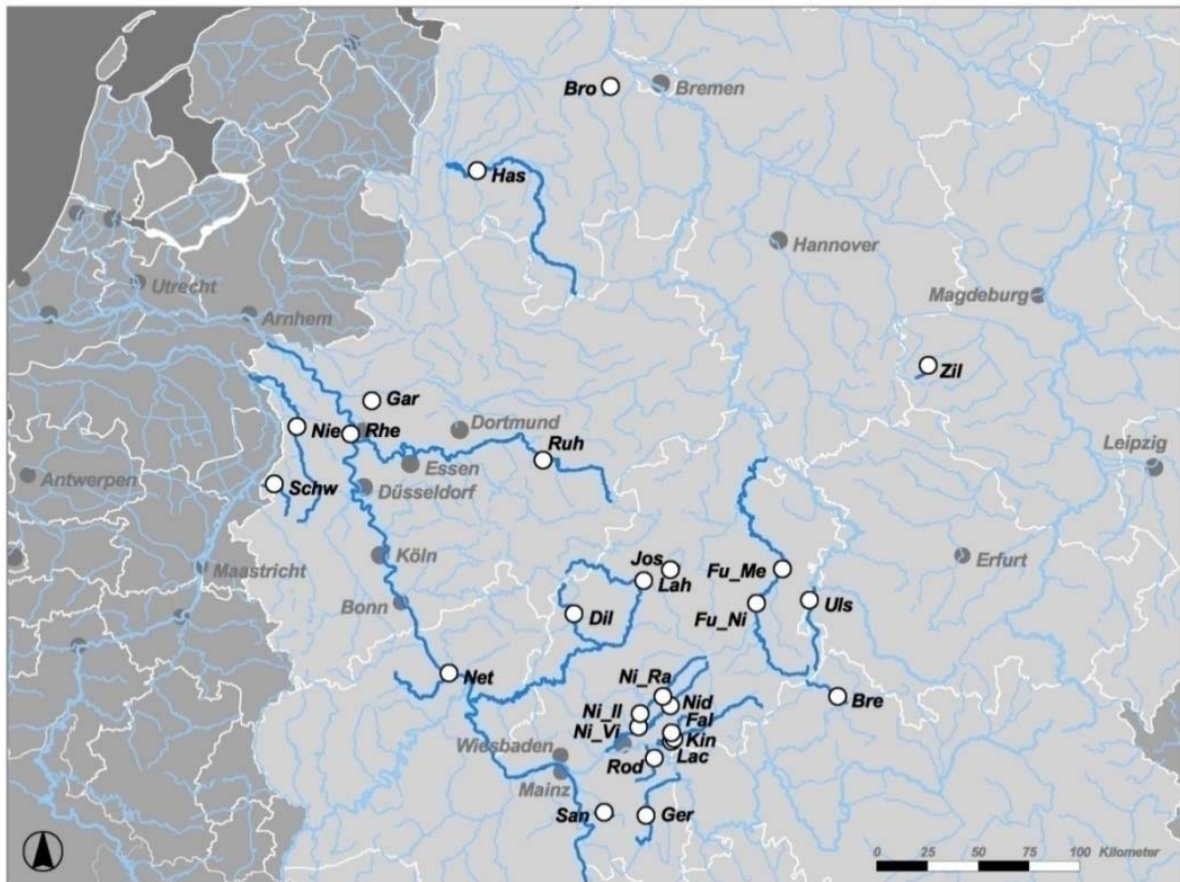 Bro
Bremen
Has
Hannover
Utrecht
Magdeburg
Arnhem
Zil
Gar
Nie
Rhe
Dortmund
Ruh
Leipzig
Antwerpen
Schw
Essen
Düsseldorf
Köln
Jos
Lah
Fu_Me
Erfurt
Maastricht
Bonn
Dil
Fu_Ni
Uls
Net
Ni_Ra
Nid
Bre
Ni_Il
Fal
Ni_Vi
Kin
Wiesbaden
Lac
Rod
Mainz
San
Ger
0 25 50 75 100 Kilometer